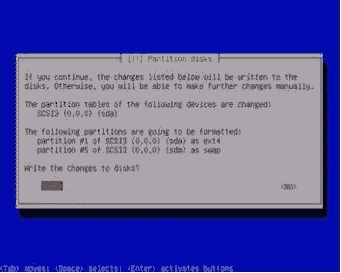 [!!] Partition disks
If you continue, the changes listed below will be written to the
disks. Otherwise, you will be able to make further changes manually.
The partition tables of the following devices are changed:
SCSI3 (0,0,0) (sda)
The following partitions are going to be formatted:
partition #1 of SCSI3 (0,0,0) (sda) as ext4
partition #5 of SCSI3 (0,0,0) (sda) as swap
Write the changes to disks?
<No>
<Tab> moves; <Space> selects; <Enter> activates buttons